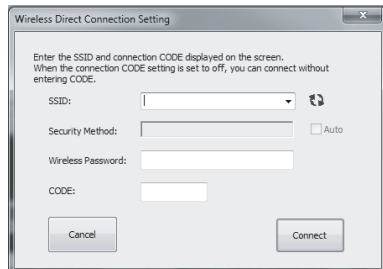 Wireless Direct Connection Setting
Enter the SSID and connection CODE displayed on the screen.
When the connection CODE setting is set to off, you can connect without
entering CODE.
SSID:
Security Method:
Auto
Wireless Password:
CODE:
Cancel
Connect